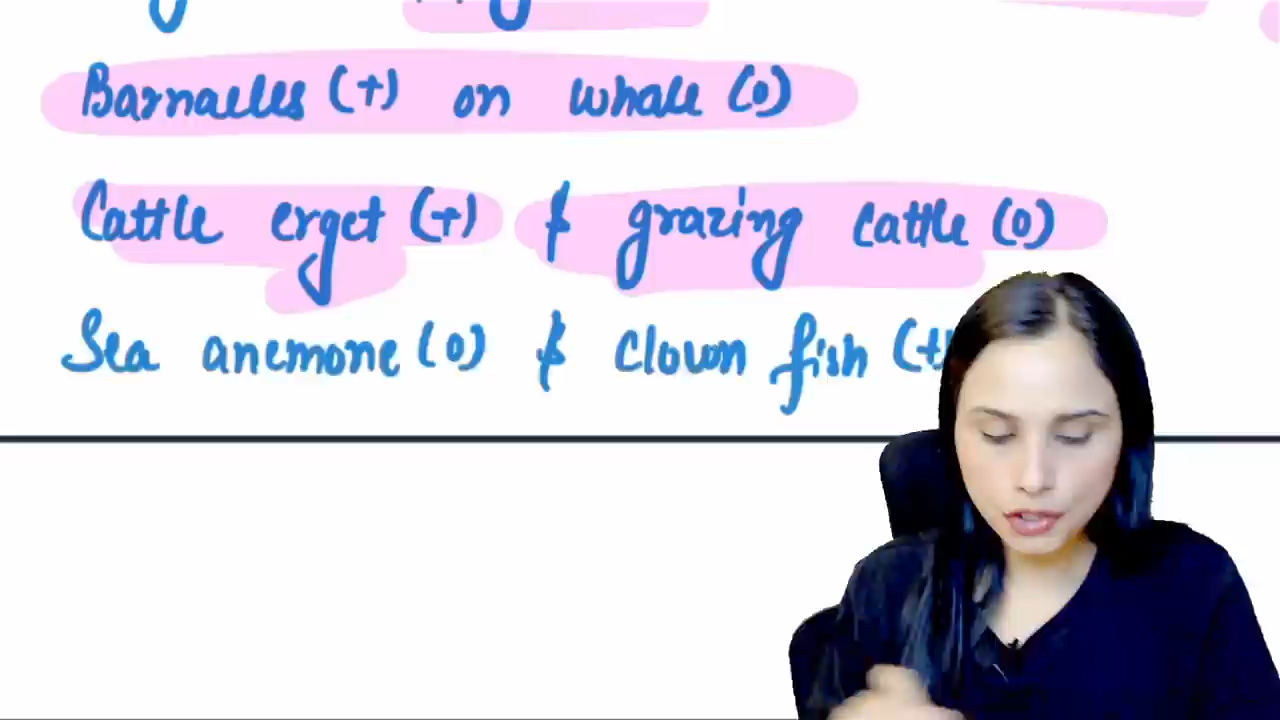 Barnacles (+) on whale (0)
Cattle erget (+) & grazing cattle (0)
Sea anemone (0) & clown fish (+)